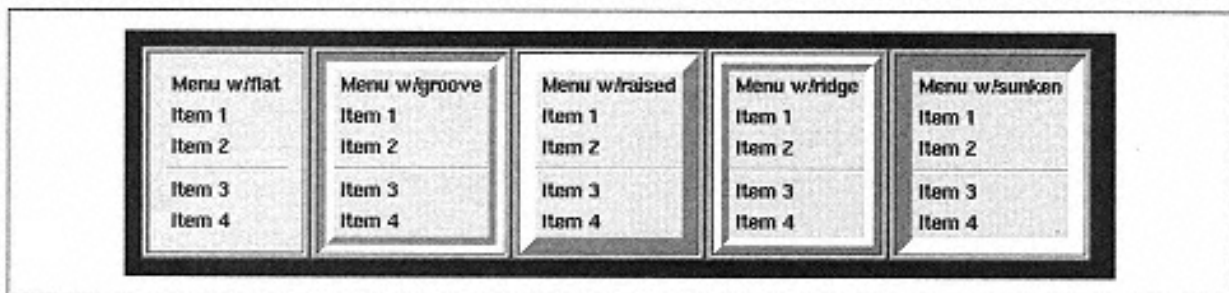 Menu w/flat
Item 1
Item 2
Item 3
Item 4
Menu w/groove
Item 1
Item 2
Item 3
Item 4
Menu w/raised
Item 1
Item 2
Item 3
Item 4
Menu w/ridge
Item 1
Item 2
Item 3
Item 4
Menu w/sunken
Item 1
Item 2
Item 3
Item 4